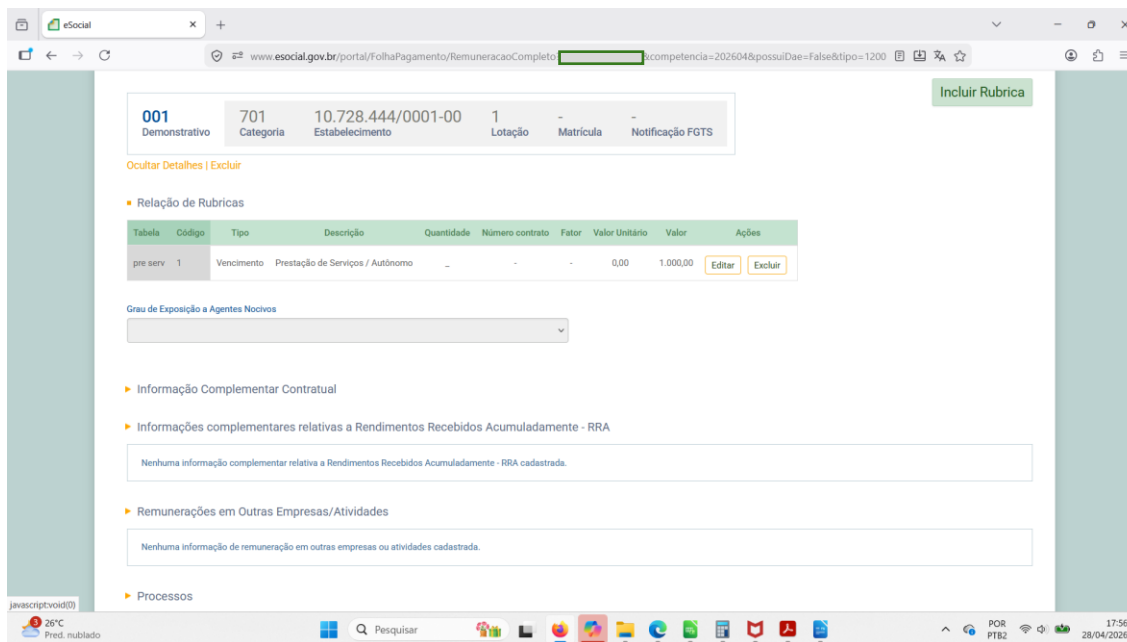 eSocial
www.esocial.gov.br/portal/FolhaPagamento/RemuneracaoCompleto? &competencia=202604&possuiDae=False&tipo=1200
Incluir Rubrica
001 701 10.728.444/0001-00 1 - -
Demonstrativo Categoria Estabelecimento Lotação Matrícula Notificação FGTS
Ocultar Detalhes | Excluir
Relação de Rubricas
Tabela Código Tipo Descrição Quantidade Número contrato Fator Valor Unitário Valor Ações
pre serv 1 Vencimento Prestação de Serviços / Autônomo _ - - 0,00 1.000,00 Editar Excluir
Grau de Exposição a Agentes Nocivos
Informação Complementar Contratual
Informações complementares relativas a Rendimentos Recebidos Acumuladamente - RRA
Nenhuma informação complementar relativa a Rendimentos Recebidos Acumuladamente - RRA cadastrada.
Remunerações em Outras Empresas/Atividades
Nenhuma informação de remuneração em outras empresas ou atividades cadastrada.
Processos
javascript:void(0)
3 26°C
Pred. nublado
Pesquisar
POR
PTB2
17:56
28/04/2026